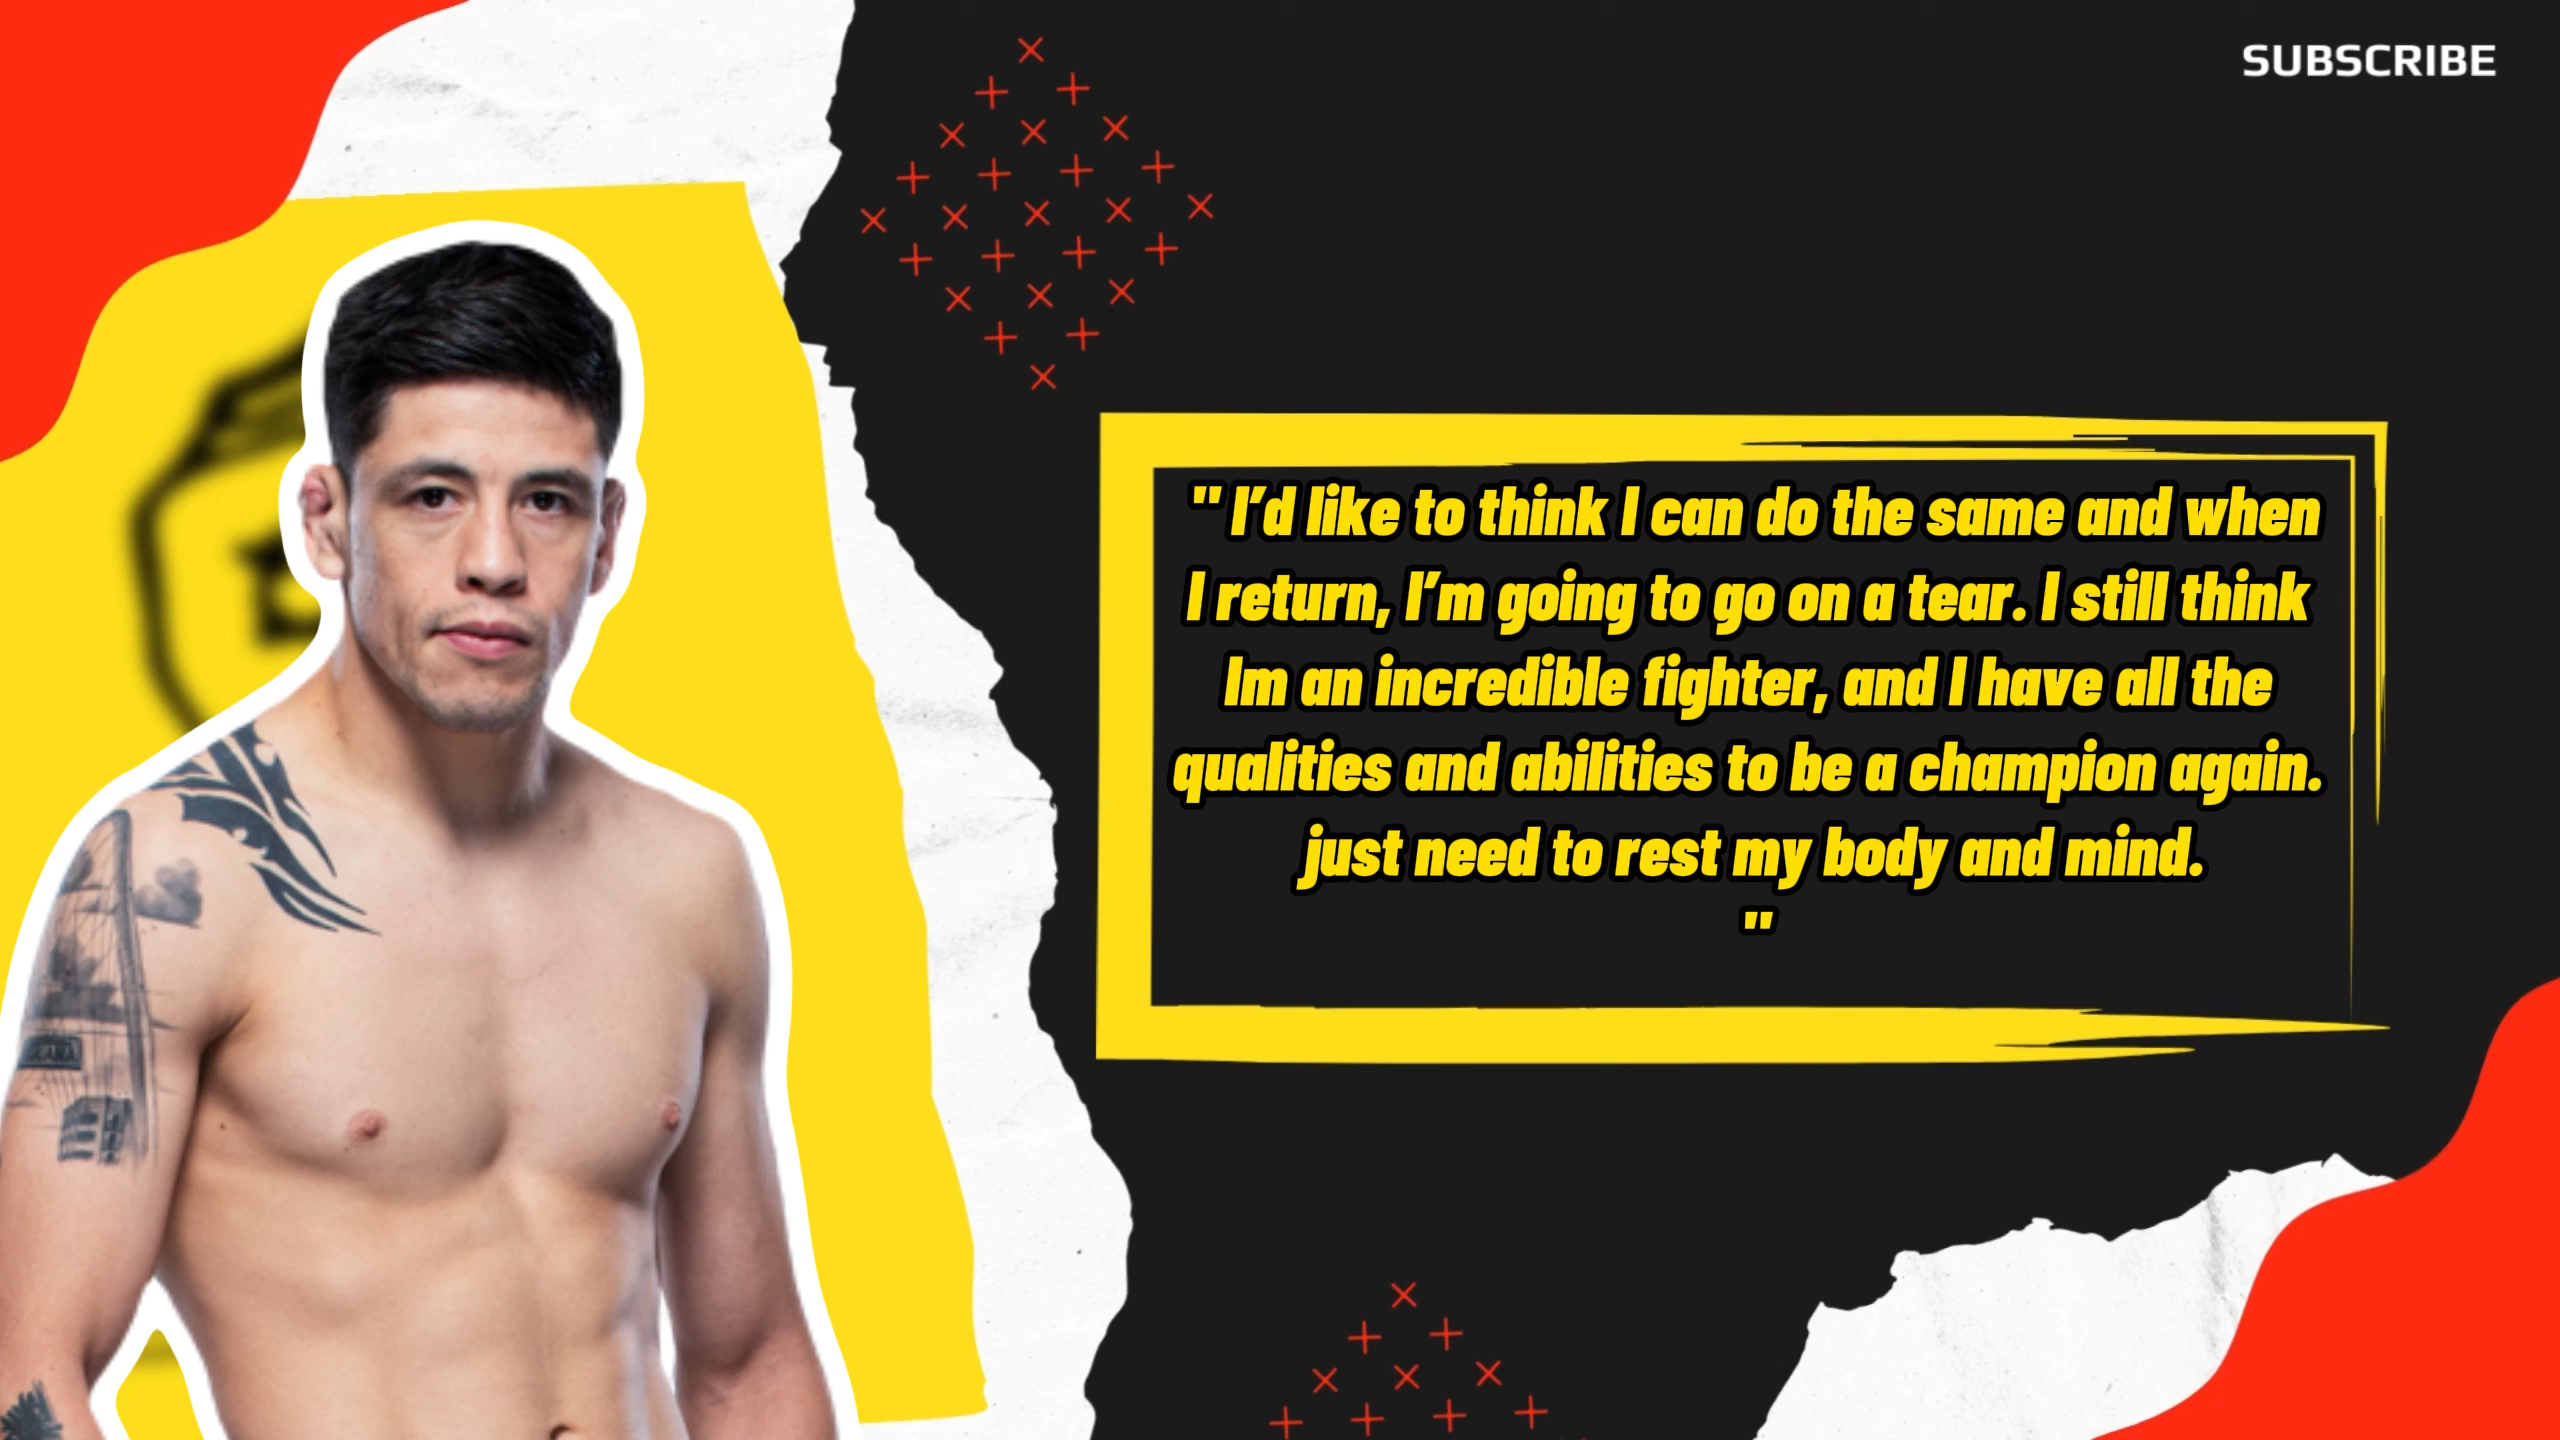 SUBSCRIBE
" I’d like to think I can do the same and when
I return, I’m going to go on a tear. I still think
Im an incredible fighter, and I have all the
qualities and abilities to be a champion again.
just need to rest my body and mind.
"